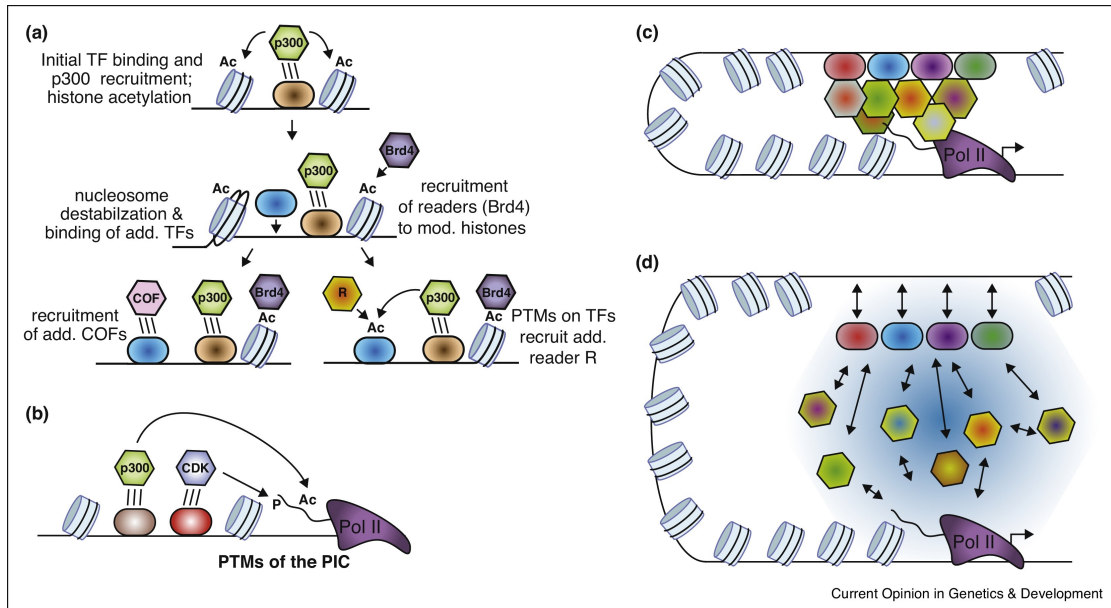 (a)
p300
Ac
Ac
Initial TF binding and
p300 recruitment;
histone acetylation
Brd4
p300
Ac
Ac
nucleosome
destabilzation &
binding of add. TFs
recruitment
of readers (Brd4)
to mod. histones
COF
p300
Brd4
Ac
recruitment
of add. COFs
R
Ac
p300
Brd4
Ac
PTMs on TFs
recruit add.
reader R
(b)
p300
CDK
P
Ac
Pol II
PTMs of the PIC
(c)
Pol II
(d)
Pol II
Current Opinion in Genetics & Development